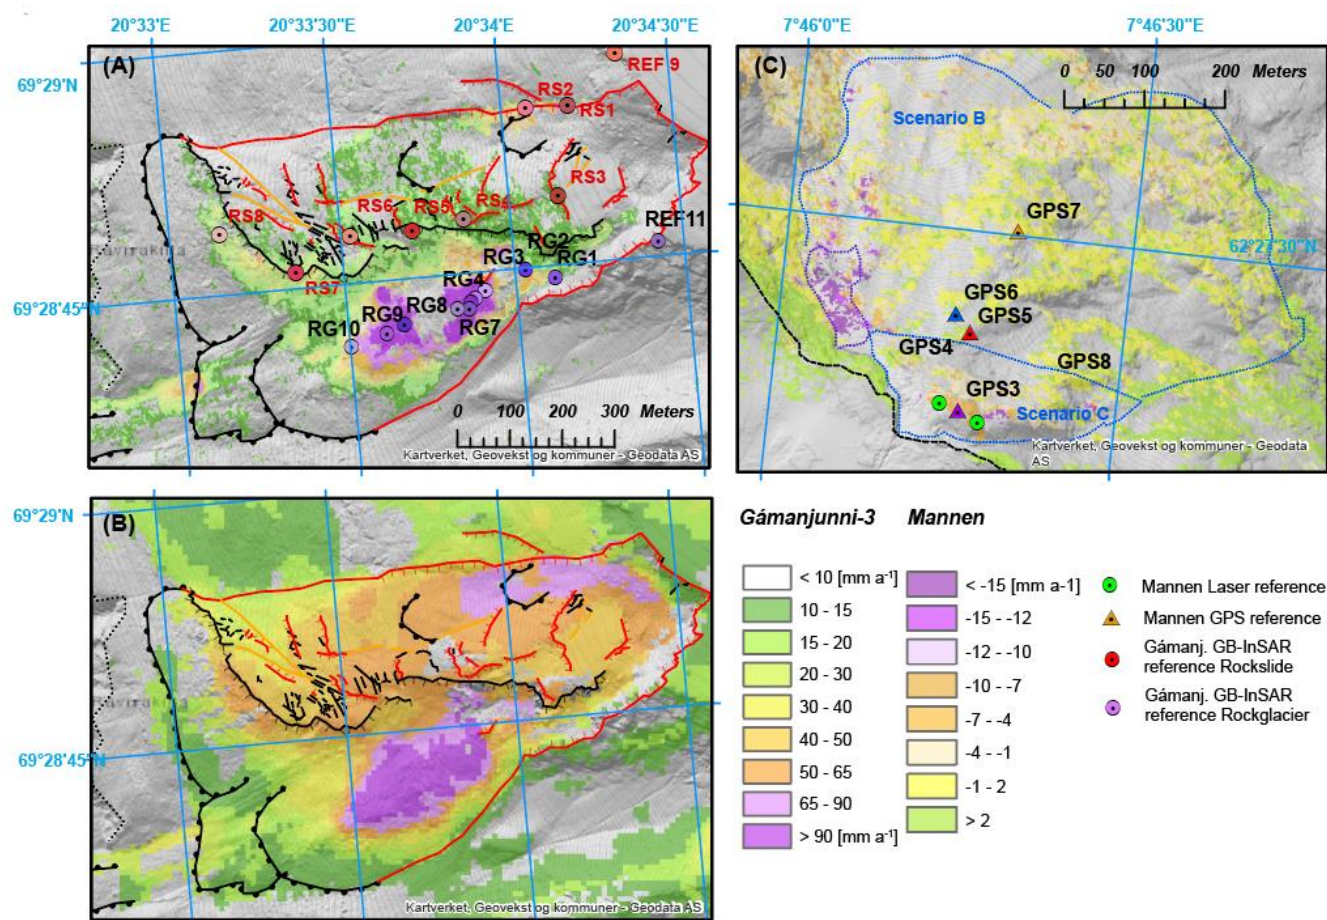 20°33'E
20°33'30"E
20°34'E
20°34'30"E
7°46'0"E
7°46'30"E
69°29'N
(A)
REF 9
RS2
RS1
RS3
RS8
RS6
RS5
REF11
RG2
RG3
RG1
RS7
RG4
69°28'45"N
RG8
RG9
RG7
RG10
0 100 200 300 Meters
Kartverket, Geovekst og kommuner - Geodata AS
(C)
0 50 100 200 Meters
Scenario B
GPS7
62°27'30"N
GPS6
GPS5
GPS4
GPS8
GPS3
Scenario C
Kartverket, Geovekst og kommuner - Geodata
AS
69°29'N
(B)
69°28'45"N
Kartverket, Geovekst og kommuner - Geodata AS
Gámanjunni-3
< 10 [mm a-1]
10 - 15
15 - 20
20 - 30
30 - 40
40 - 50
50 - 65
65 - 90
> 90 [mm a-1]
Mannen
< -15 [mm a-1]
-15 - -12
-12 - -10
-10 - -7
-7 - -4
-4 - -1
-1 - 2
> 2
Mannen Laser reference
Mannen GPS reference
Gámanj. GB-InSAR
reference Rockslide
Gámanj. GB-InSAR
reference Rockglacier